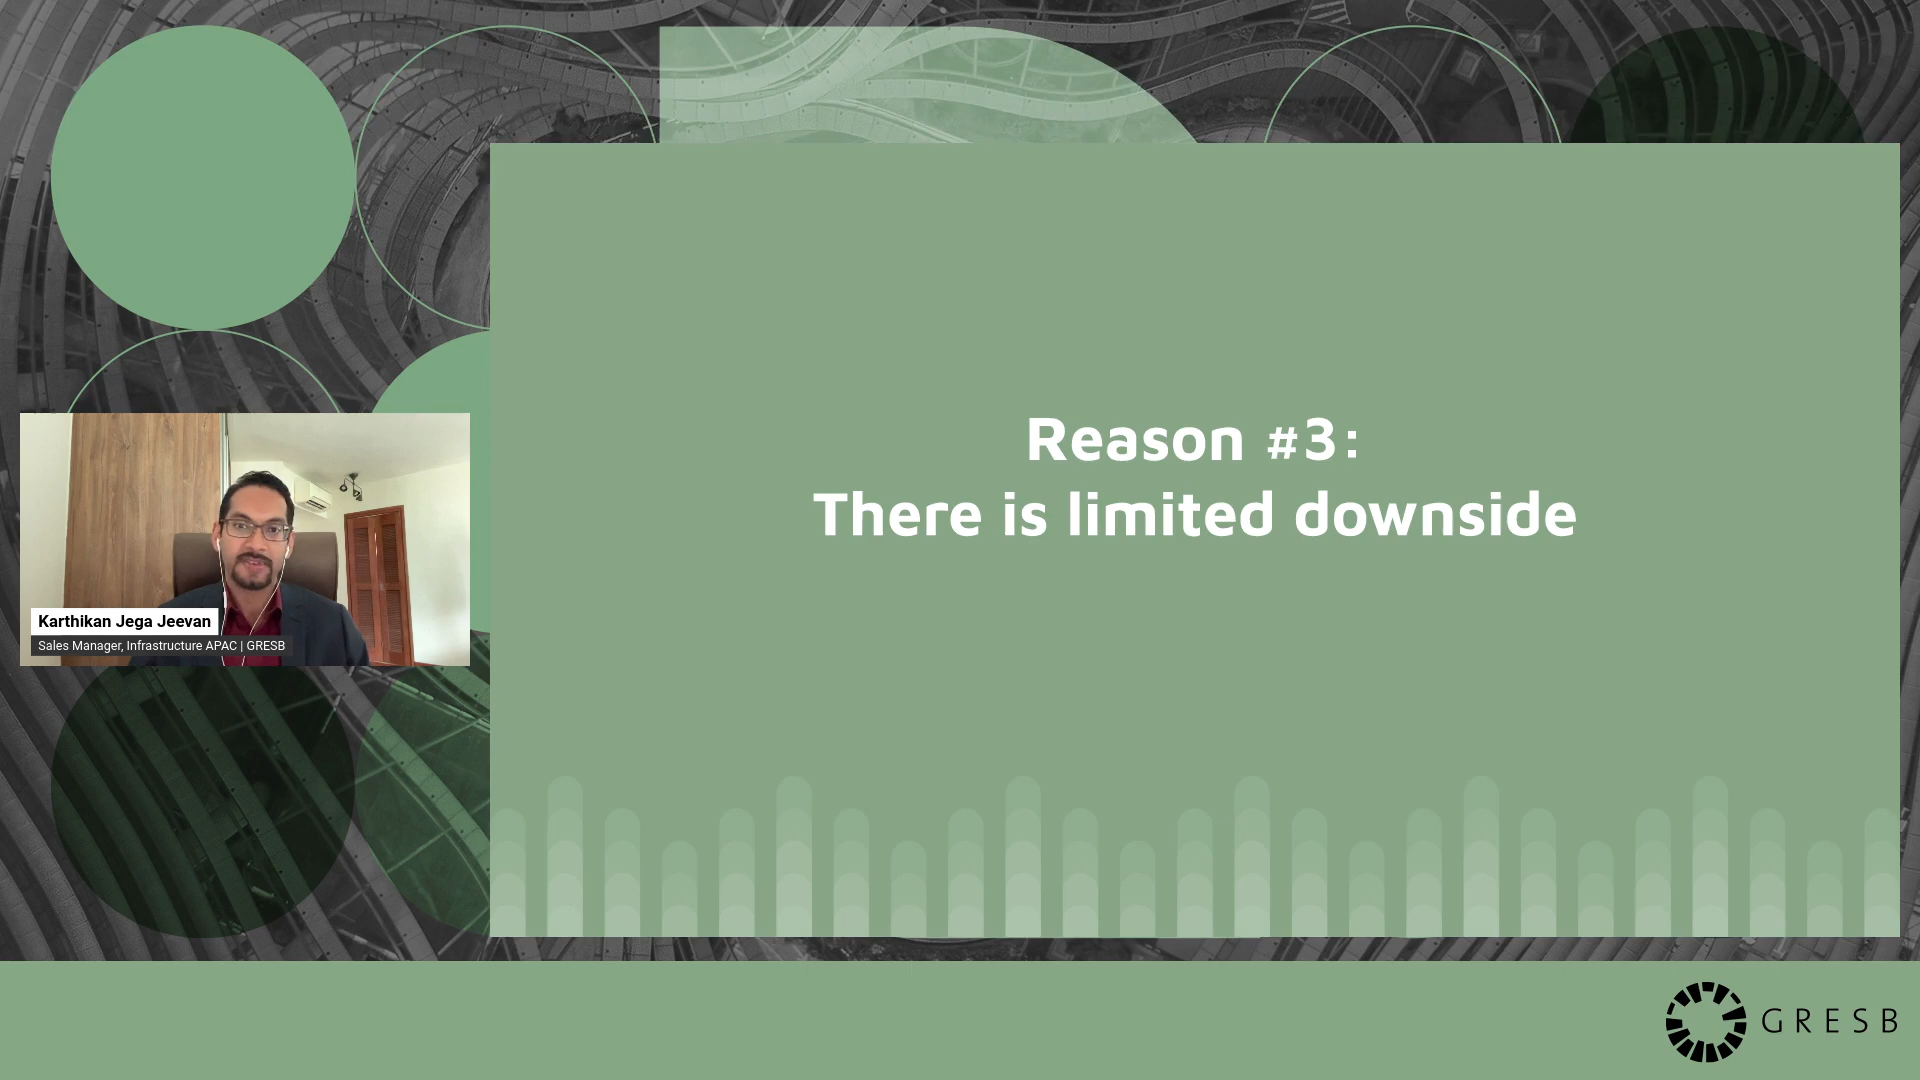 Reason #3:
There is limited downside
Karthikan Jega Jeevan
Sales Manager, Infrastructure APAC | GRESB
GRESB